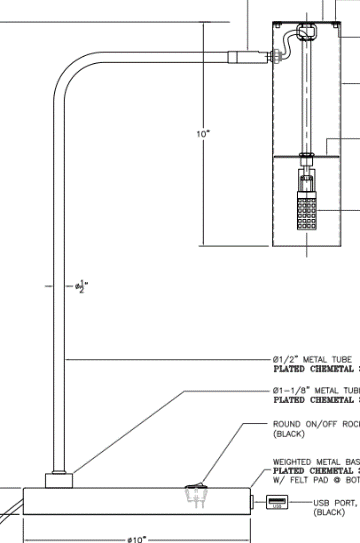 10"
ø½"
Ø1/2" METAL TUBE
PLATED CHEMETAL
Ø1-1/8" METAL TUBE
PLATED CHEMETAL
ROUND ON/OFF ROCK
(BLACK)
WEIGHTED METAL BAS
PLATED CHEMETAL
W/ FELT PAD @ BOT
USB
USB PORT,
(BLACK)
ø10"